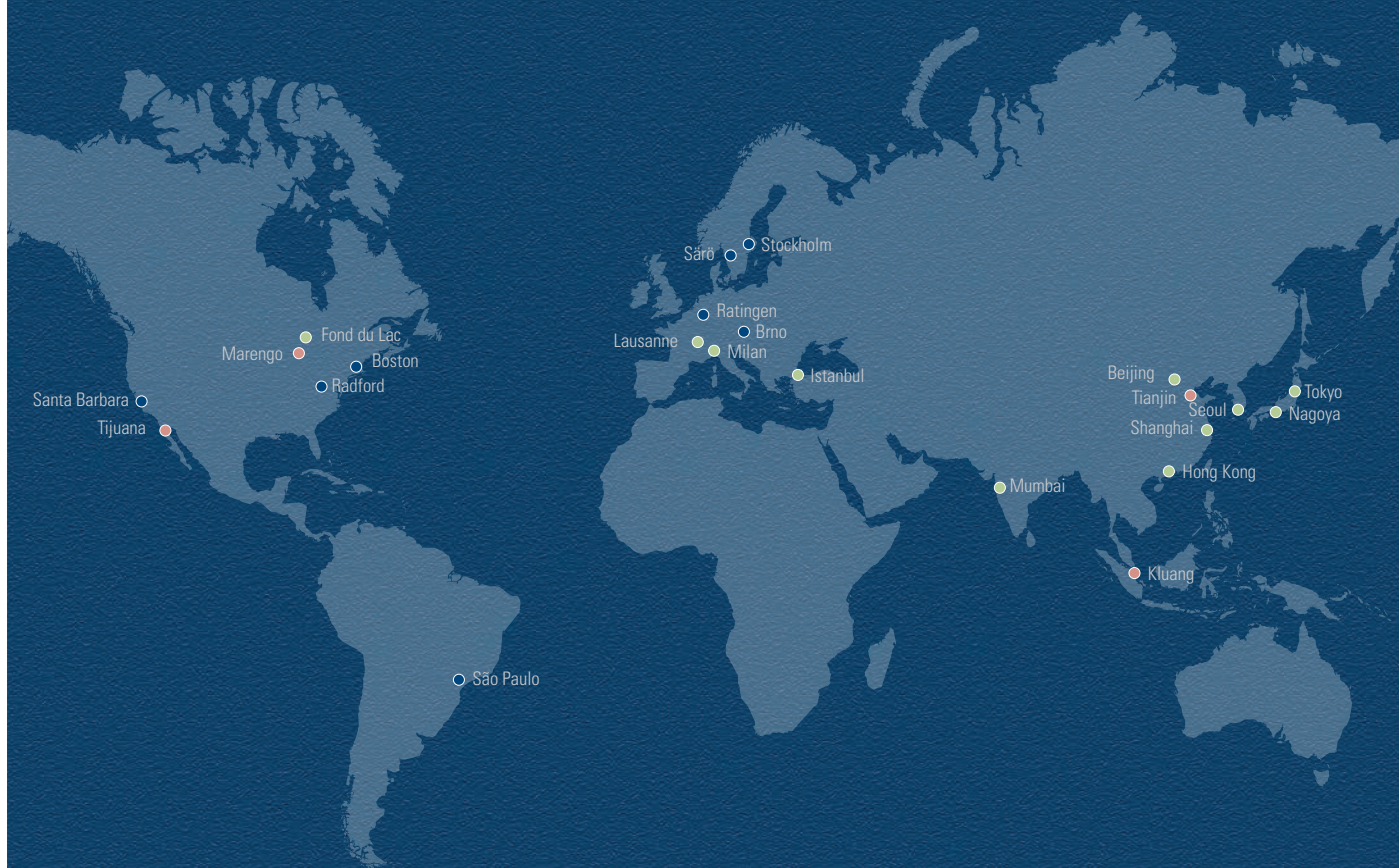 Stockholm
Särö
Ratingen
Brno
Lausanne
Milan
Istanbul
Fond du Lac
Marengo
Boston
Radford
Santa Barbara
Tijuana
Beijing
Tianjin
Seoul
Shanghai
Tokyo
Nagoya
Hong Kong
Mumbai
Kluang
São Paulo